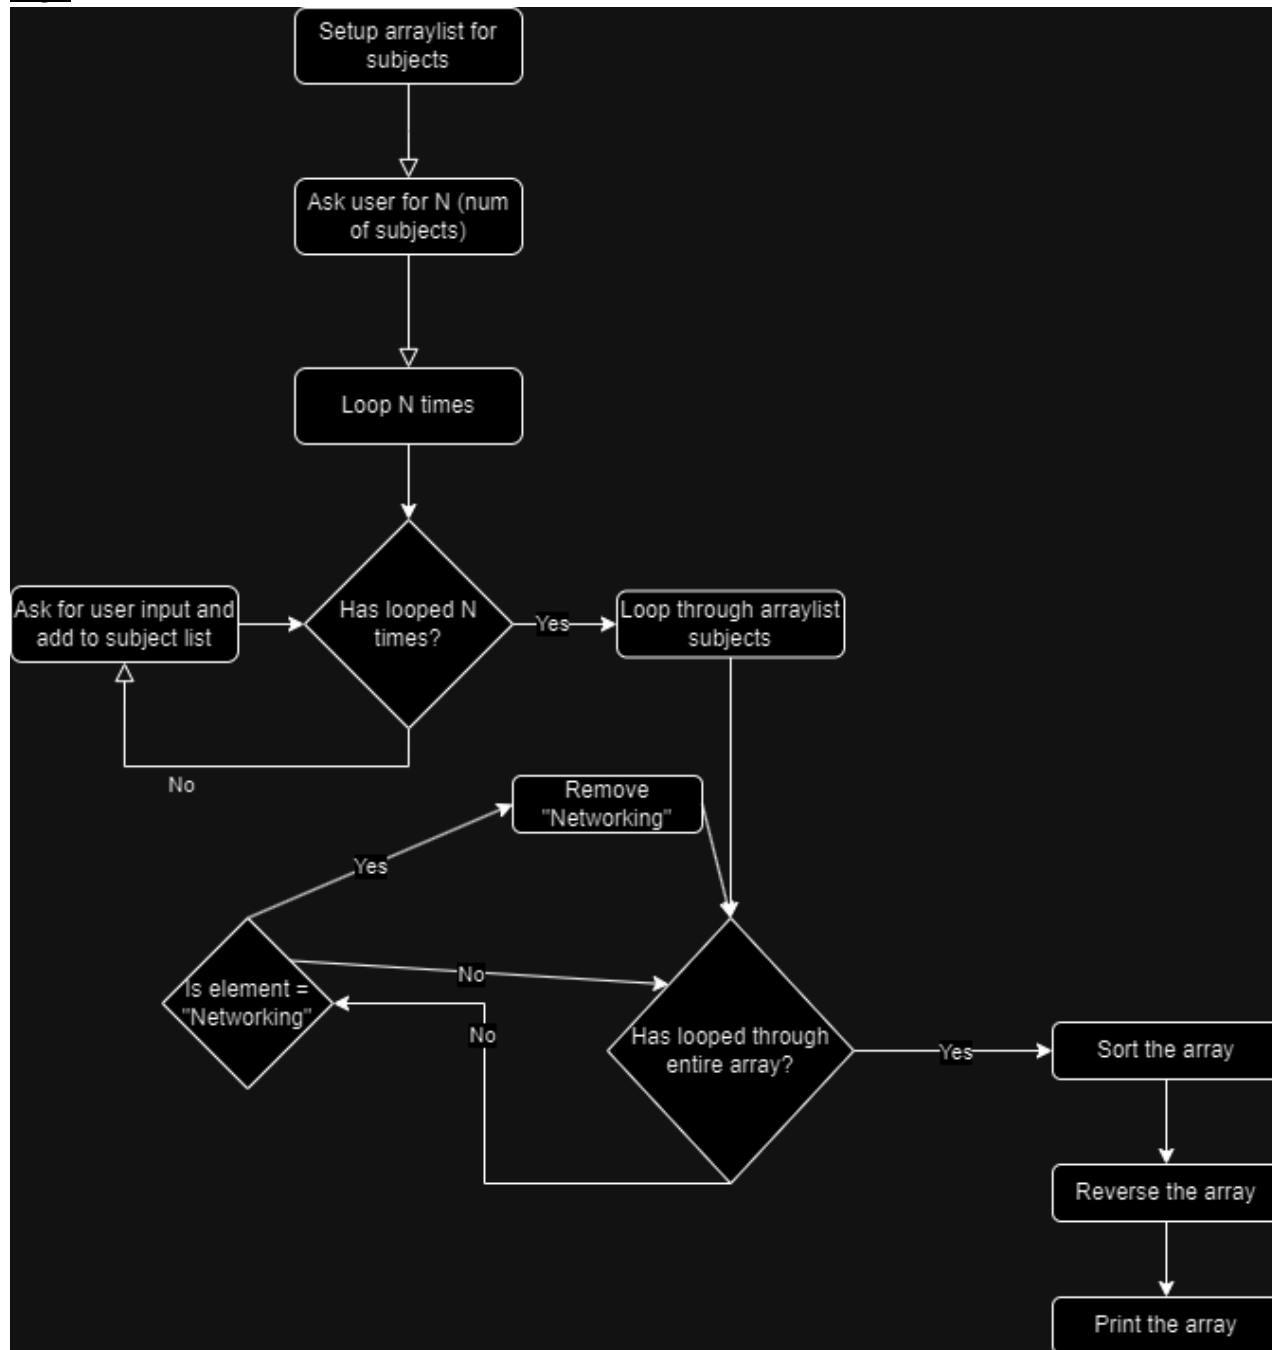 Setup arraylist for
subjects
Ask user for N (num
of subjects)
Loop N times
Has looped N
times?
Ask for user input and
add to subject list
No
Yes
Loop through arraylist
subjects
Remove
"Networking"
Yes
Is element =
"Networking"
No
No
Has looped through
entire array?
Yes
Sort the array
Reverse the array
Print the array